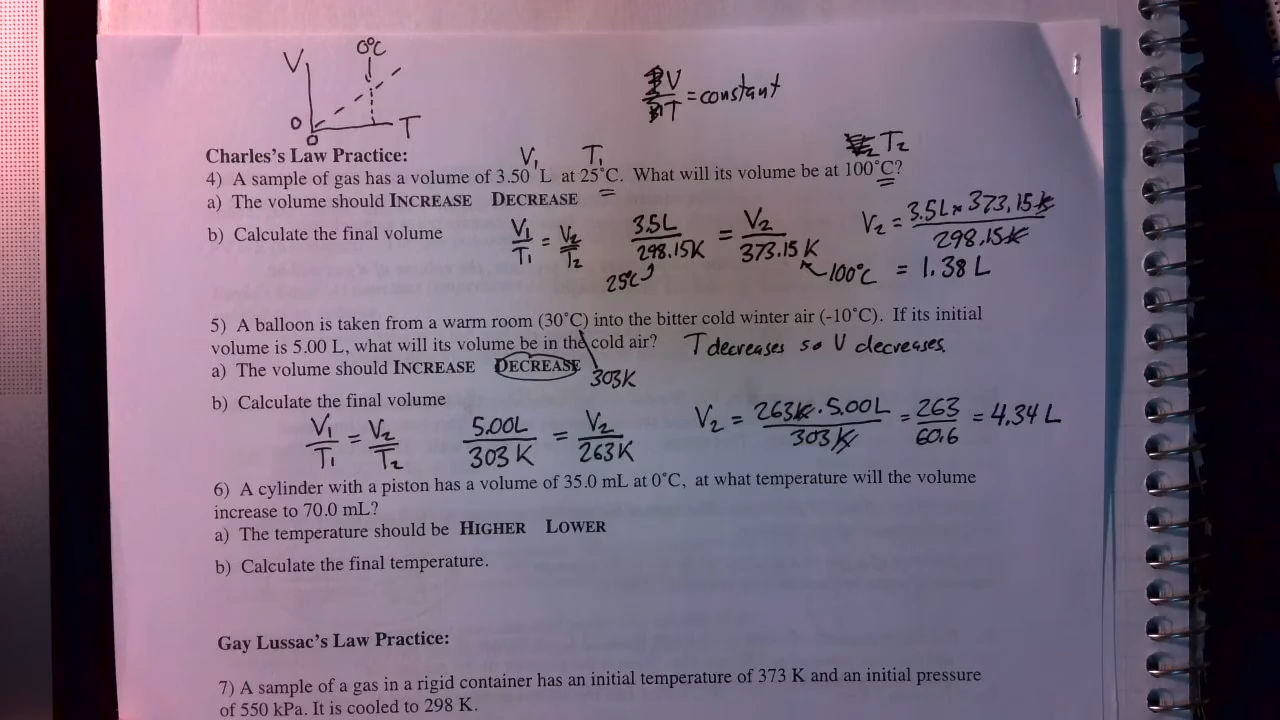 V
0°C
0
0
T
V
T
= constant
Charles's Law Practice:
V₁
T₁
T₂
4) A sample of gas has a volume of 3.50 L at 25°C. What will its volume be at 100°C?
a) The volume should INCREASE DECREASE
b) Calculate the final volume
V₁/T₁ = V₂/T₂
3.5L/298.15K = V₂/373.15 K
25°C
100°C
V₂ = 3.5L × 373.15K/298.15K
= 1.38 L
5) A balloon is taken from a warm room (30°C) into the bitter cold winter air (-10°C). If its initial
volume is 5.00 L, what will its volume be in the cold air?
T decreases so V decreases.
a) The volume should INCREASE DECREASE
303K
b) Calculate the final volume
V₁/T₁ = V₂/T₂
5.00L/303 K = V₂/263K
V₂ = 263K · 5.00L/303 K = 263/60.6 = 4.34 L
6) A cylinder with a piston has a volume of 35.0 mL at 0°C, at what temperature will the volume
increase to 70.0 mL?
a) The temperature should be HIGHER LOWER
b) Calculate the final temperature.
Gay Lussac's Law Practice:
7) A sample of a gas in a rigid container has an initial temperature of 373 K and an initial pressure
of 550 kPa. It is cooled to 298 K.